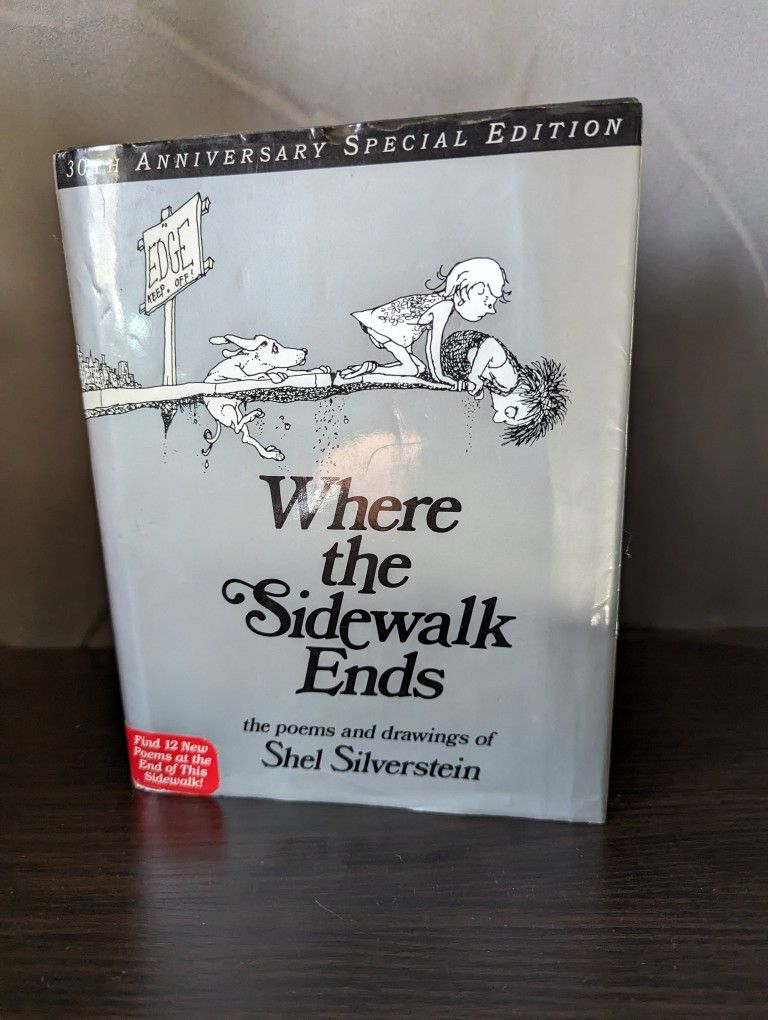 30TH ANNIVERSARY SPECIAL EDITION
EDGE
KEEP OFF!
Where
the
Sidewalk
Ends
the poems and drawings of
Shel Silverstein
Find 12 New
Poems at the
End of This
Sidewalk!